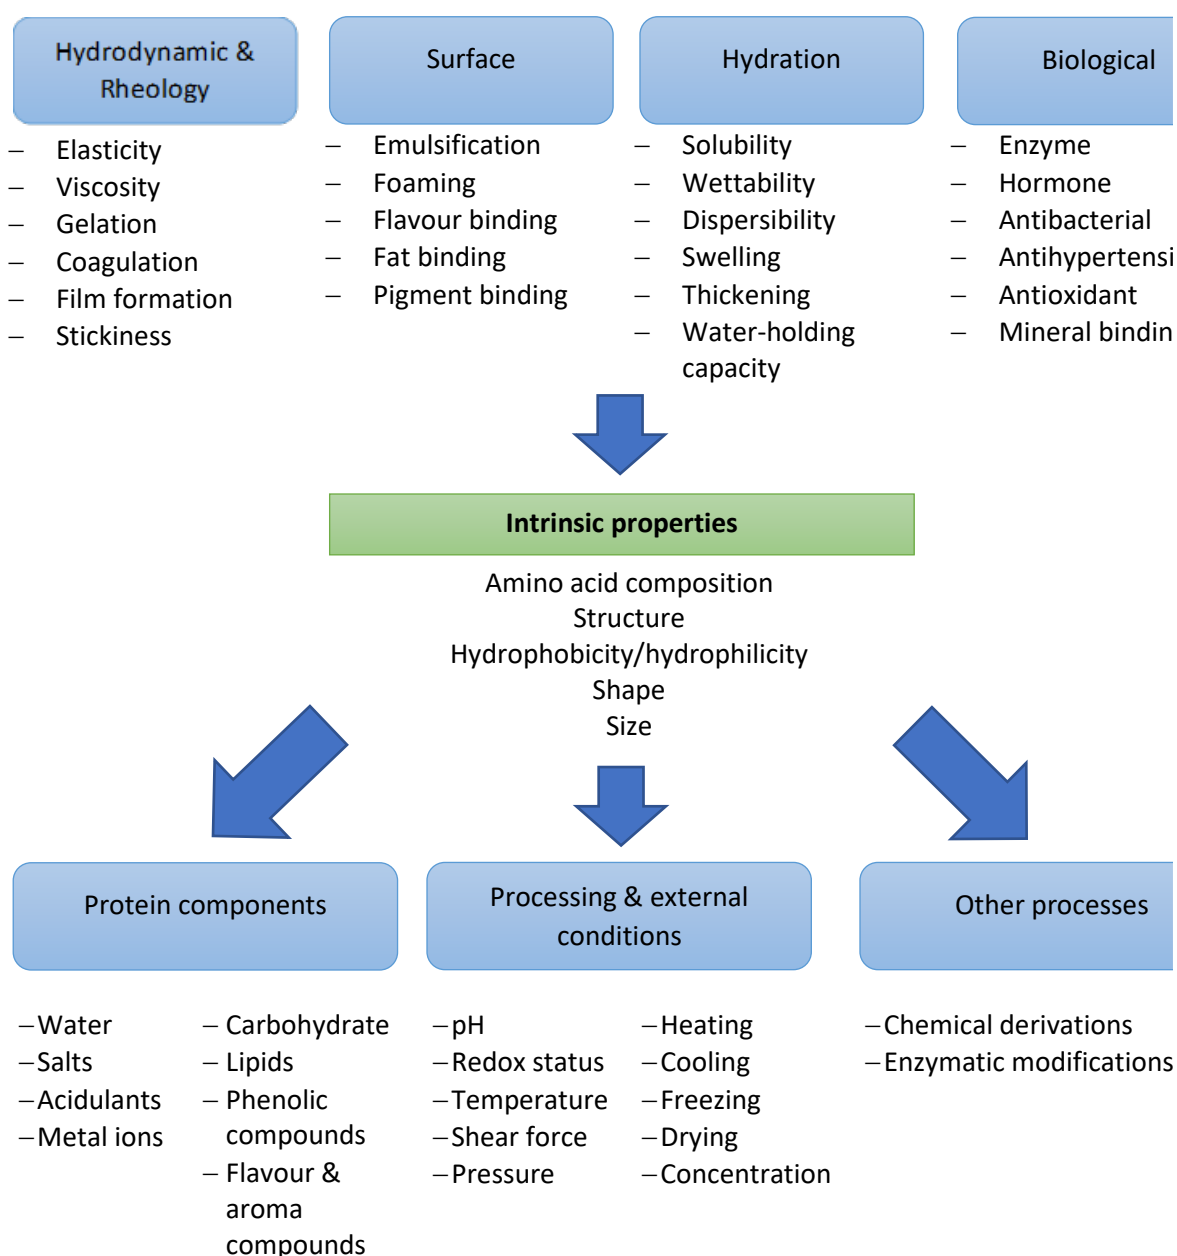 Hydrodynamic &
Rheology
Surface
Hydration
Biological
– Elasticity
– Viscosity
– Gelation
– Coagulation
– Film formation
– Stickiness
– Emulsification
– Foaming
– Flavour binding
– Fat binding
– Pigment binding
– Solubility
– Wettability
– Dispersibility
– Swelling
– Thickening
– Water-holding
capacity
– Enzyme
– Hormone
– Antibacterial
– Antihypertensi
– Antioxidant
– Mineral bindin
Intrinsic properties
Amino acid composition
Structure
Hydrophobicity/hydrophilicity
Shape
Size
Protein components
Processing & external
conditions
Other processes
– Water
– Salts
– Acidulants
– Metal ions
– Carbohydrate
– Lipids
– Phenolic
compounds
– Flavour &
aroma
compounds
– pH
– Redox status
– Temperature
– Shear force
– Pressure
– Heating
– Cooling
– Freezing
– Drying
– Concentration
– Chemical derivations
– Enzymatic modifications